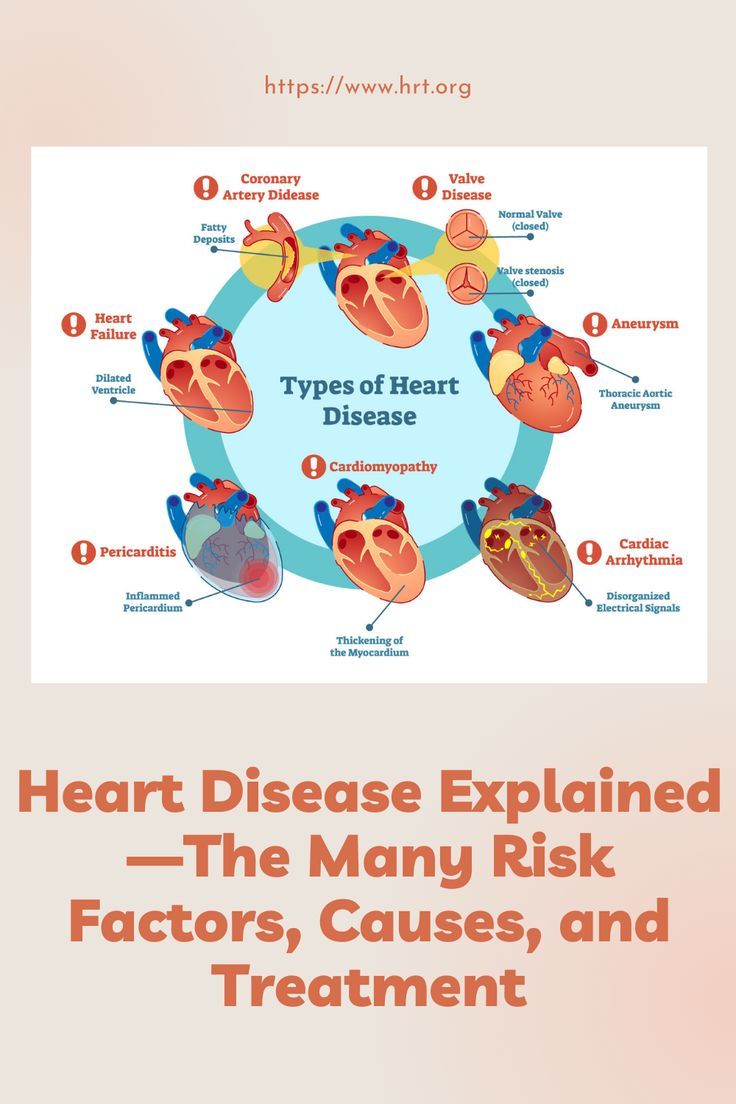 https://www.hrt.org
Coronary
Artery Didease
Valve
Disease
Fatty
Deposits
Normal Valve
(closed)
Valve stenosis
(closed)
Heart
Failure
Aneurysm
Dilated
Ventricle
Types of Heart
Disease
Thoracic Aortic
Aneurysm
Cardiomyopathy
Pericarditis
Cardiac
Arrhythmia
Inflammed
Pericardium
Disorganized
Electrical Signals
Thickening of
the Myocardium
Heart Disease Explained
—The Many Risk
Factors, Causes, and
Treatment